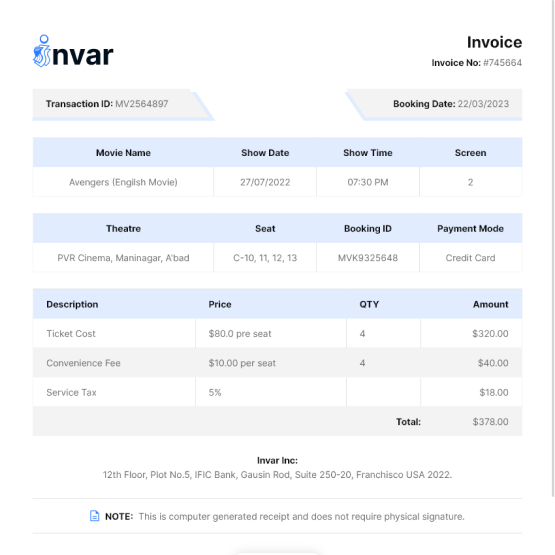 invar
Invoice
Invoice No: #745664
Transaction ID: MV2564897
Booking Date: 22/03/2023
Movie Name Show Date Show Time Screen
Avengers (Engilsh Movie) 27/07/2022 07:30 PM 2
Theatre Seat Booking ID Payment Mode
PVR Cinema, Maninagar, A'bad C-10, 11, 12, 13 MVK9325648 Credit Card
Description Price QTY Amount
Ticket Cost $80.0 pre seat 4 $320.00
Convenience Fee $10.00 per seat 4 $40.00
Service Tax 5% $18.00
Total: $378.00
Invar Inc:
12th Floor, Plot No.5, IFIC Bank, Gausin Rod, Suite 250-20, Franchisco USA 2022.
NOTE: This is computer generated receipt and does not require physical signature.